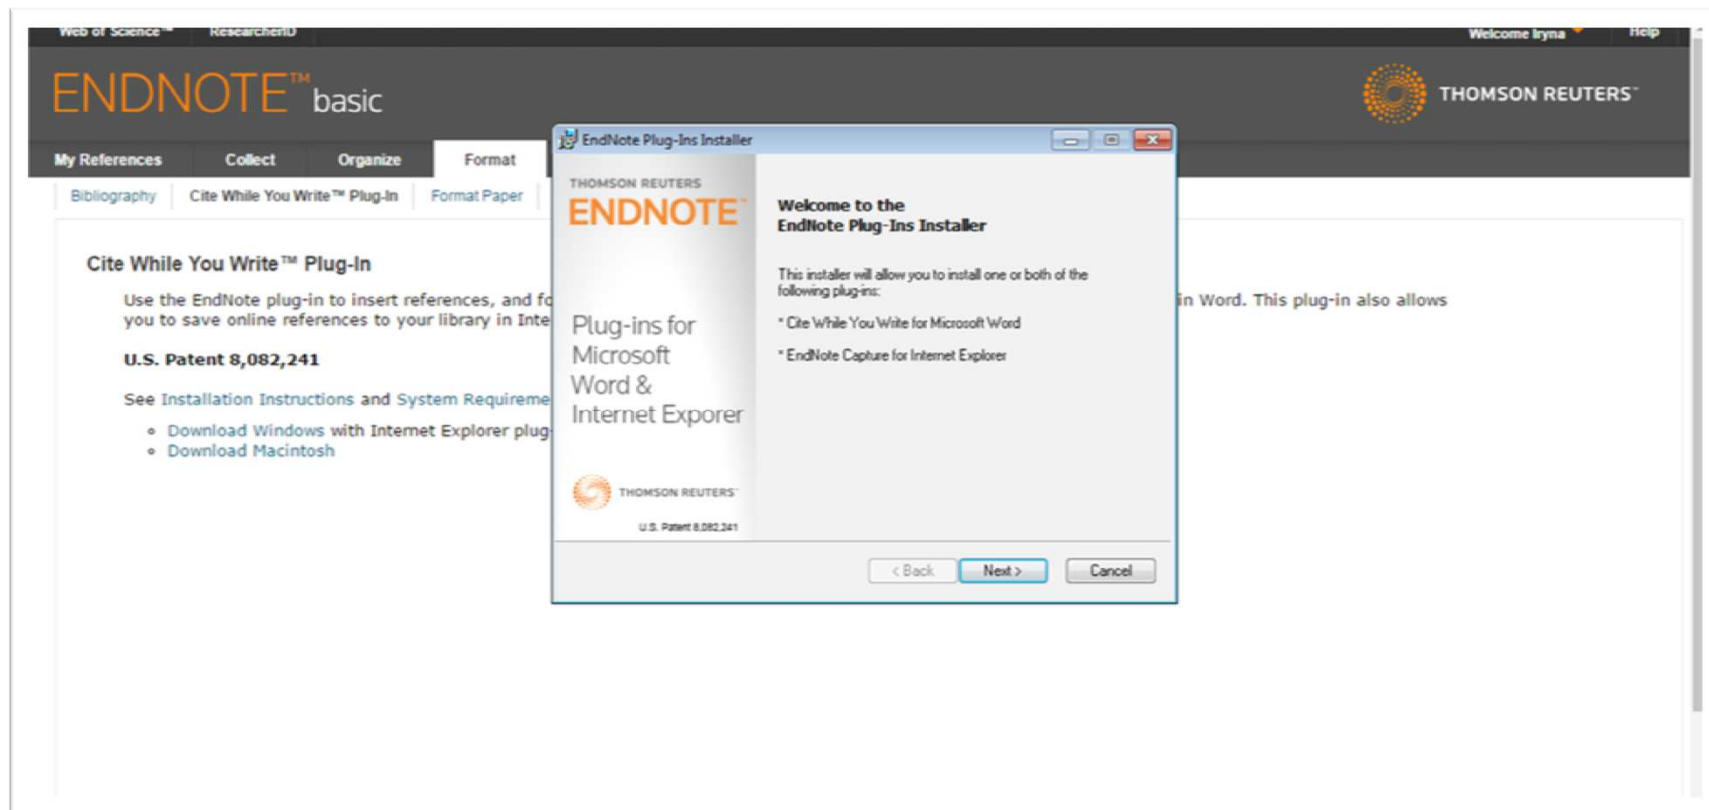 Web of Science™ ResearcherID Welcome Iryna Help
ENDNOTE™ basic
THOMSON REUTERS™
My References Collect Organize Format
Bibliography Cite While You Write™ Plug-In Format Paper
Cite While You Write™ Plug-In
Use the EndNote plug-in to insert references, and fo
in Word. This plug-in also allows
you to save online references to your library in Inte
U.S. Patent 8,082,241
See Installation Instructions and System Requireme
Download Windows with Internet Explorer plug-
Download Macintosh
EndNote Plug-Ins Installer
THOMSON REUTERS
ENDNOTE™
Plug-ins for
Microsoft
Word &
Internet Exporer
THOMSON REUTERS™
U.S. Patent 8,082,241
Welcome to the
EndNote Plug-Ins Installer
This installer will allow you to install one or both of the
following plug-ins:
* Cite While You Write for Microsoft Word
* EndNote Capture for Internet Explorer
< Back Next > Cancel